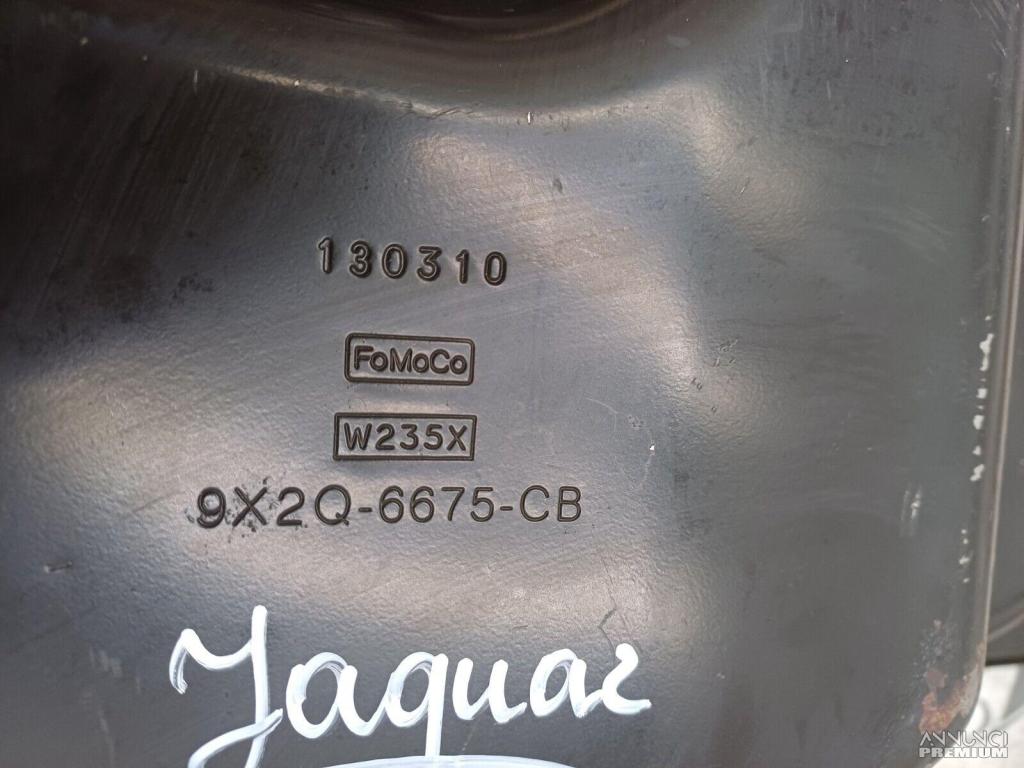 130310
FoMoCo
W235X
9X2Q-6675-CB
Jaguar
ANNUNCI
PREMIUM